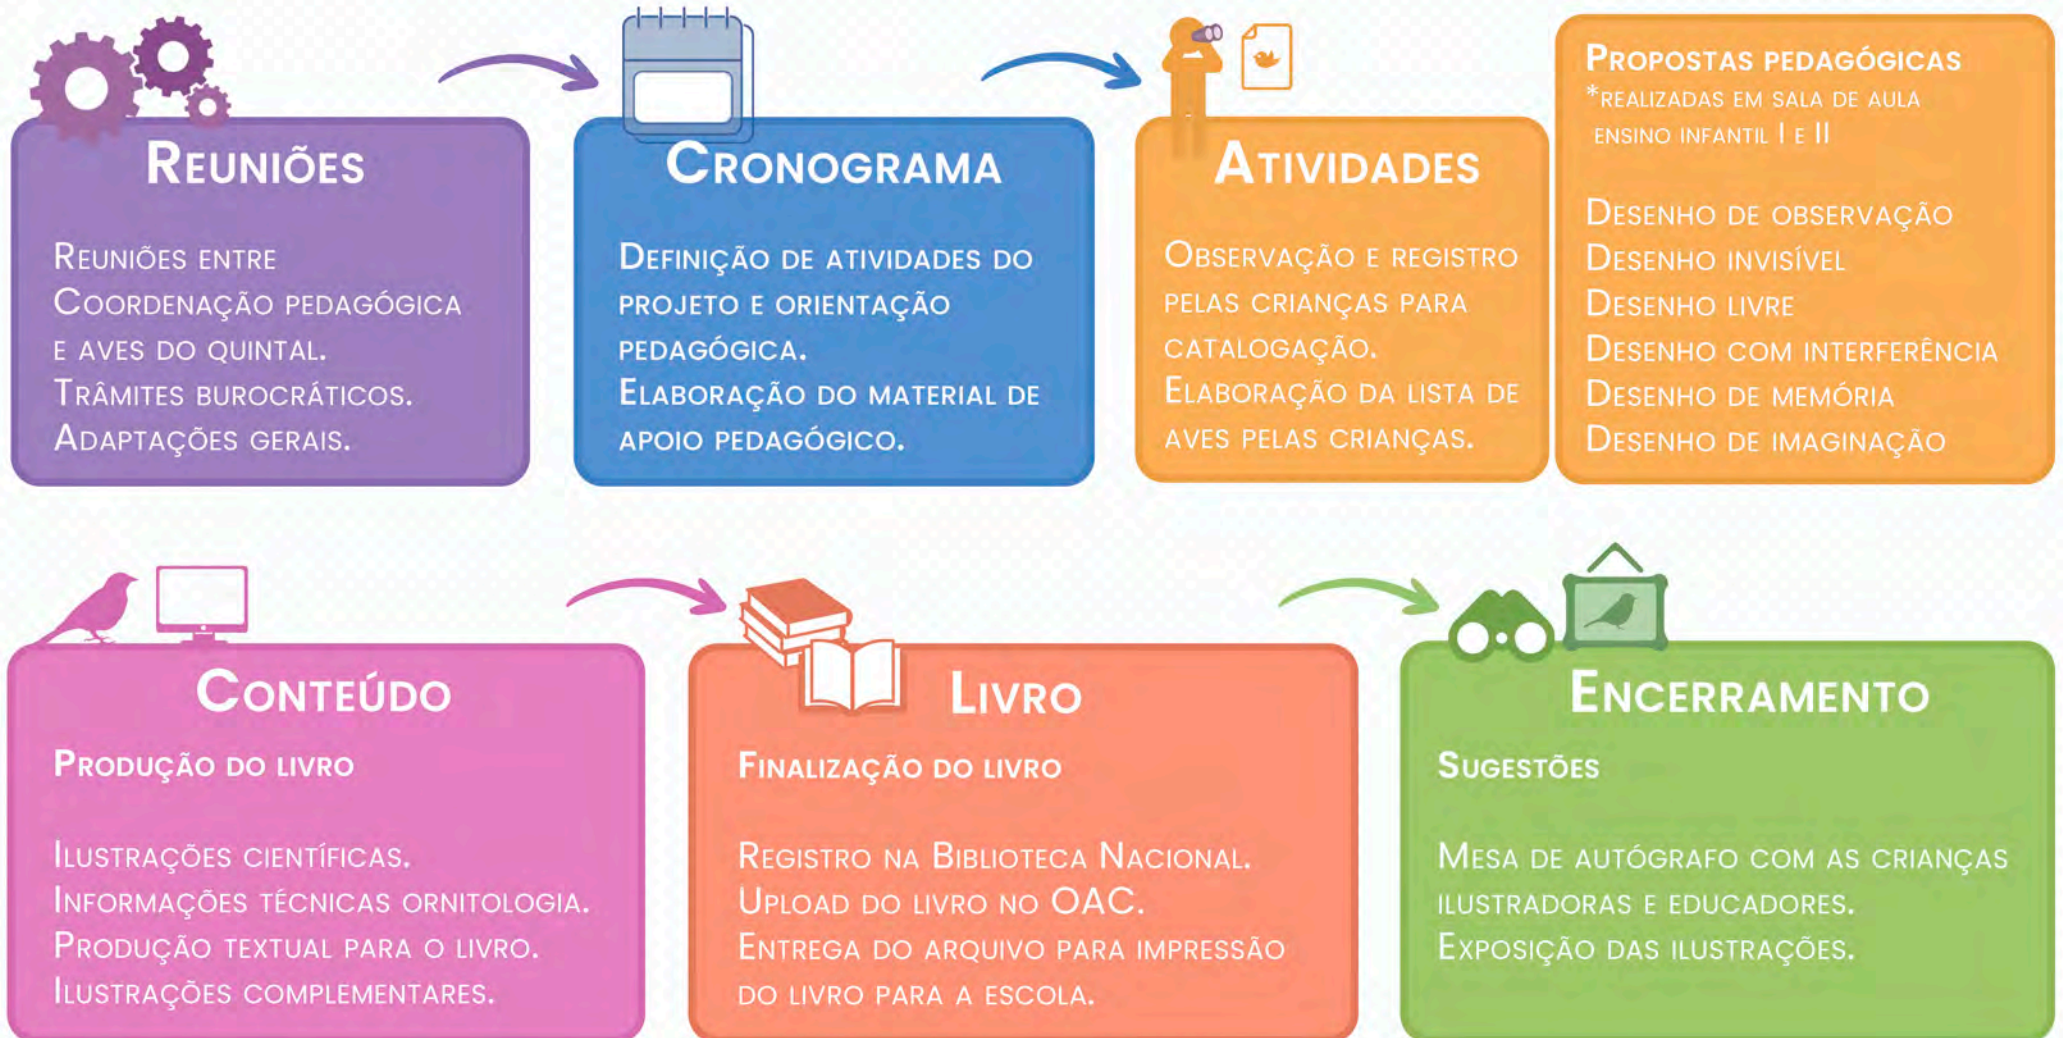 Reuniões
Reuniões entre
Coordenação pedagógica
e aves do quintal.
Trâmites burocráticos.
Adaptações gerais.
Cronograma
Definição de atividades do
projeto e orientação
pedagógica.
Elaboração do material de
apoio pedagógico.
Atividades
Observação e registro
pelas crianças para
catalogação.
Elaboração da lista de
aves pelas crianças.
Propostas pedagógicas
*realizadas em sala de aula
ensino infantil I e II
Desenho de observação
Desenho invisível
Desenho livre
Desenho com interferência
Desenho de memória
Desenho de imaginação
Conteúdo
Produção do livro
Ilustrações científicas.
Informações técnicas ornitologia.
Produção textual para o livro.
Ilustrações complementares.
Livro
Finalização do livro
Registro na Biblioteca Nacional.
Upload do livro no OAC.
Entrega do arquivo para impressão
do livro para a escola.
Encerramento
Sugestões
Mesa de autógrafo com as crianças
ilustradoras e educadores.
Exposição das ilustrações.